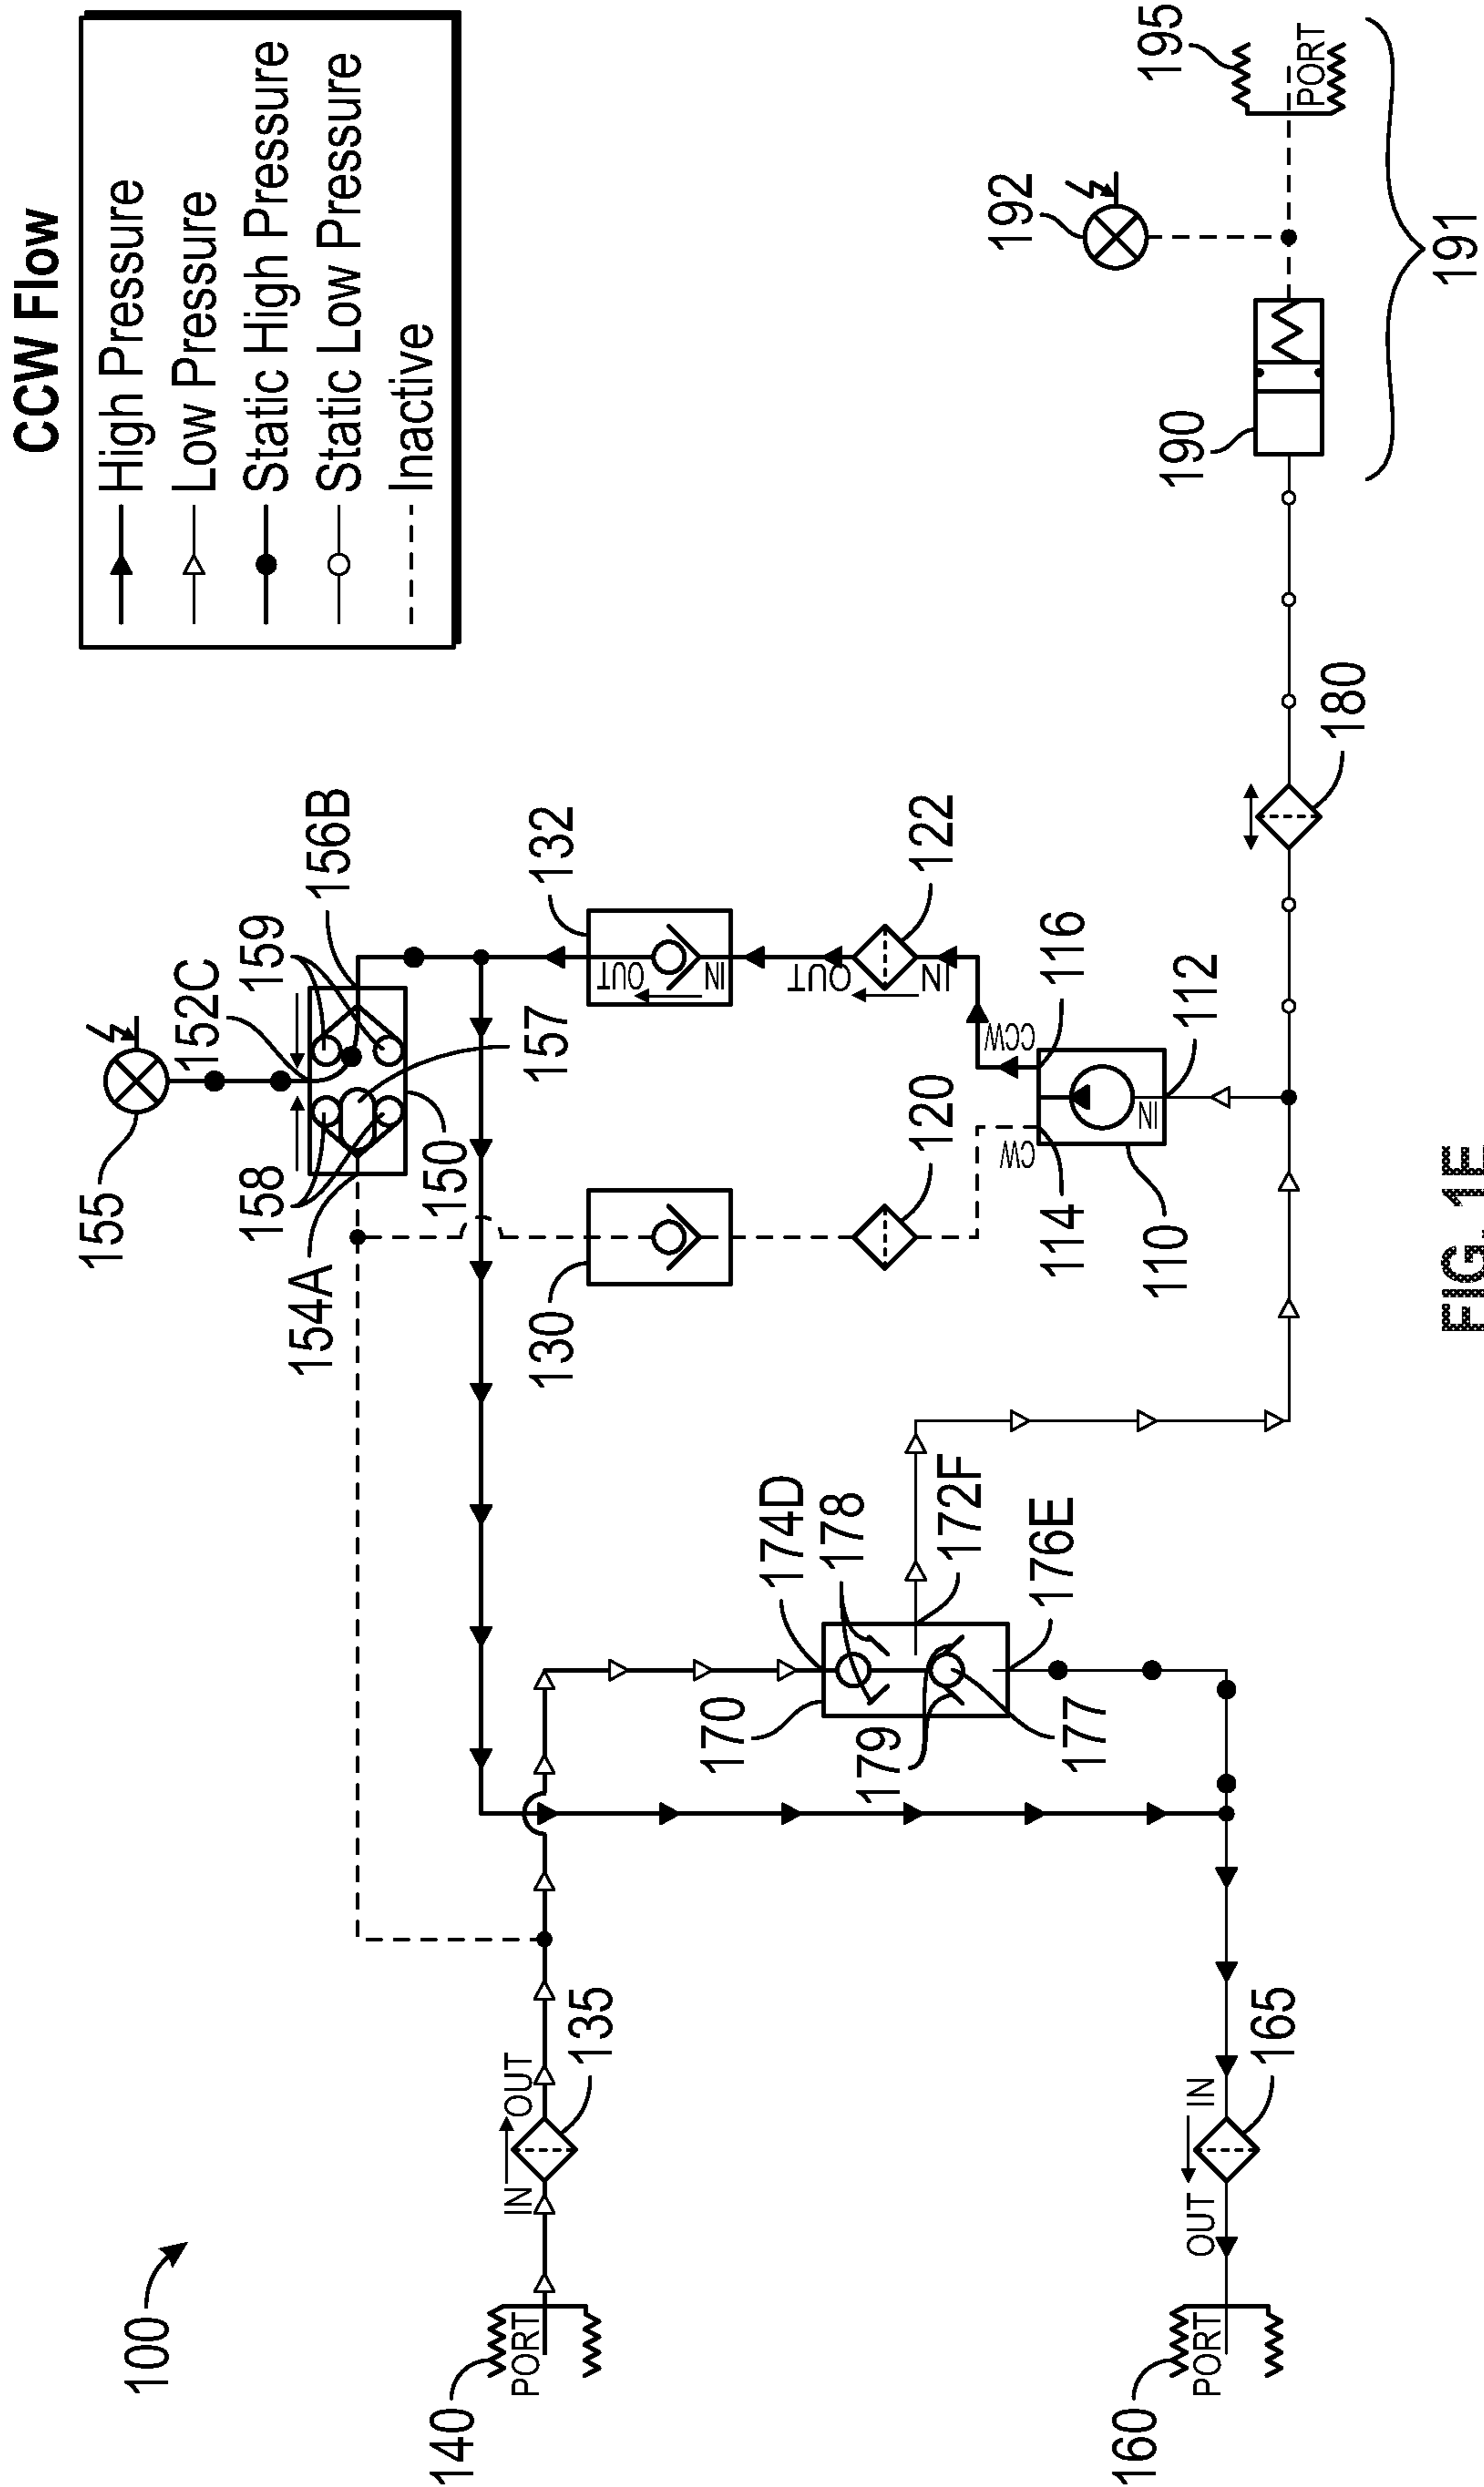 CCW Flow
High Pressure
Low Pressure
Static High Pressure
Static Low Pressure
Inactive
100
155
152C
159
156B
158
157
154A
150
130
132
OUT
IN
120
122
OUT
IN
CW
CCW
114
116
110
IN
112
140
PORT
IN
OUT
135
170
174D
178
172F
179
177
176E
160
PORT
OUT
IN
165
180
190
192
195
PORT
191